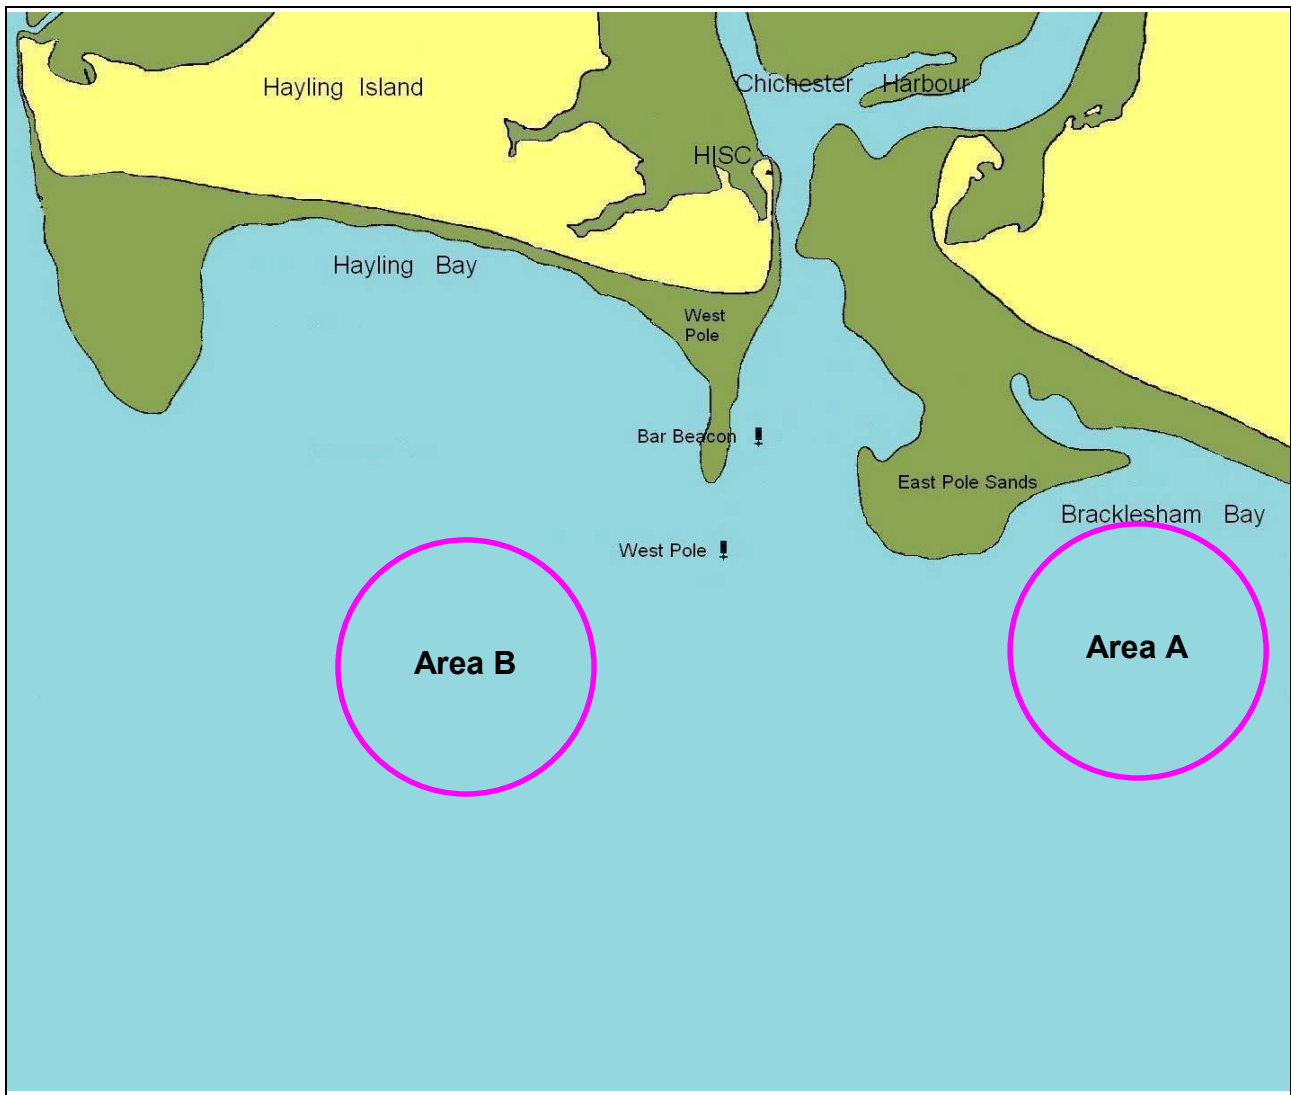 Hayling Island
Chichester Harbour
HISC
Hayling Bay
West
Pole
Bar Beacon
East Pole Sands
Bracklesham Bay
West Pole
Area B
Area A